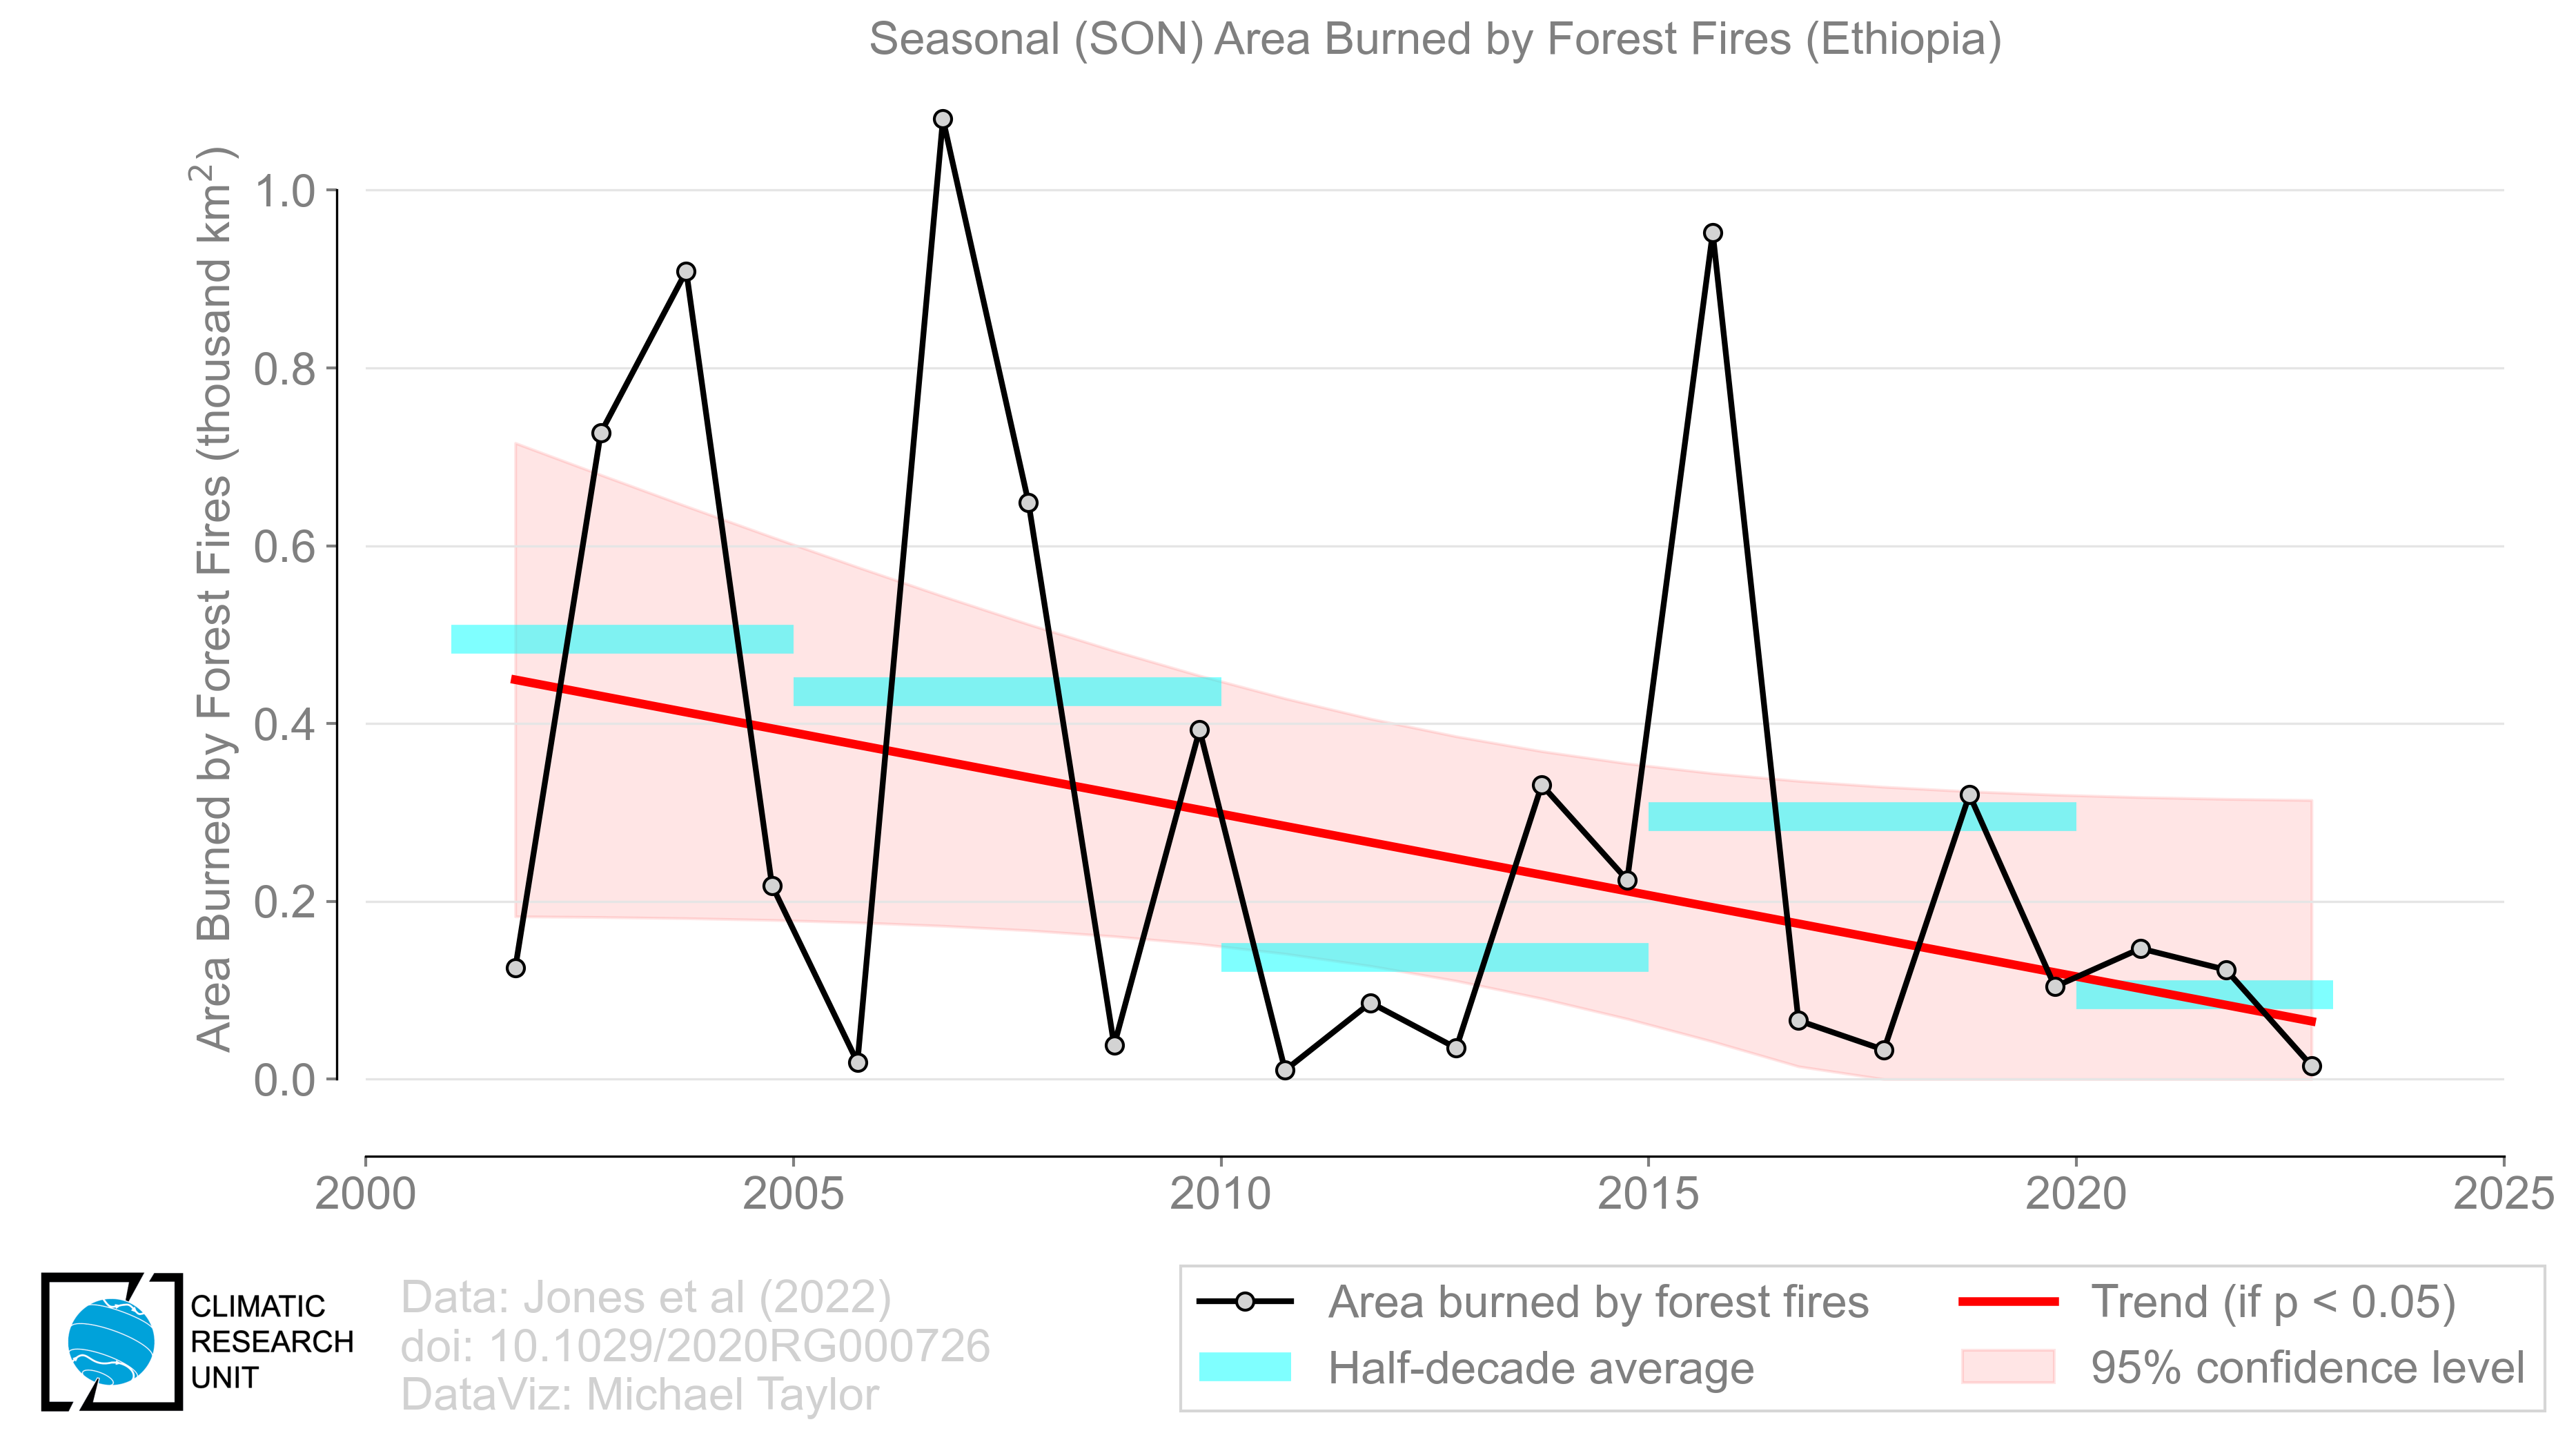 Seasonal (SON) Area Burned by Forest Fires (Ethiopia)
Area Burned by Forest Fires (thousand km²)
1.0
0.8
0.6
0.4
0.2
0.0
2000 2005 2010 2015 2020 2025
CLIMATIC
RESEARCH
UNIT
Data: Jones et al (2022)
doi: 10.1029/2020RG000726
DataViz: Michael Taylor
Area burned by forest fires
Half-decade average
Trend (if p < 0.05)
95% confidence level